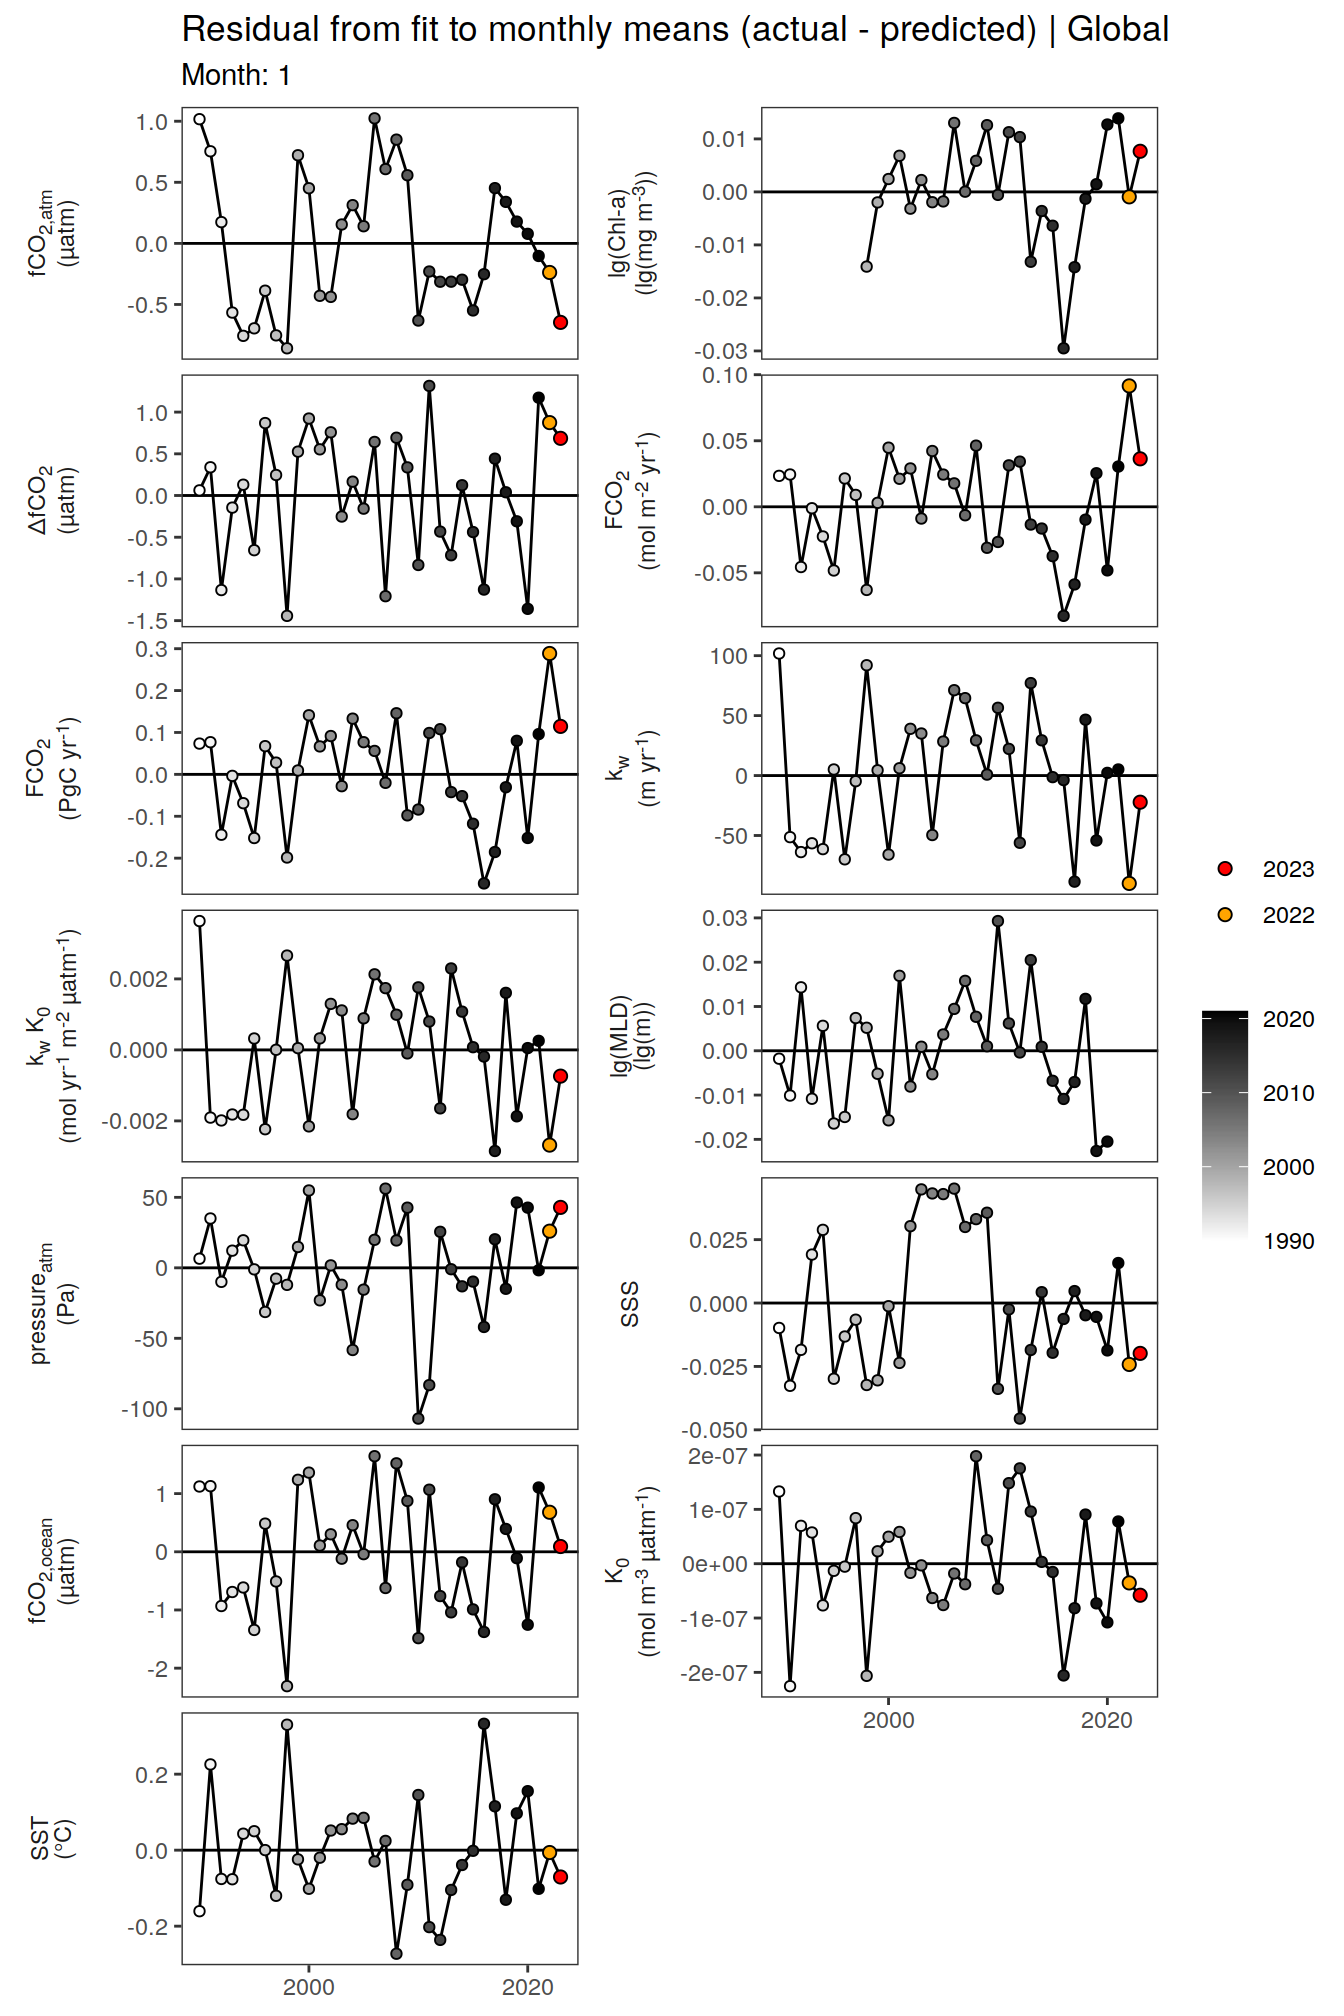 Residual from fit to monthly means (actual - predicted) | Global
Month: 1
fCO2,atm
(µatm)
1.0
0.5
0.0
-0.5
lg(Chl-a)
(lg(mg m-3))
0.01
0.00
-0.01
-0.02
-0.03
ΔfCO2
(µatm)
1.0
0.5
0.0
-0.5
-1.0
-1.5
FCO2
(mol m-2 yr-1)
0.10
0.05
0.00
-0.05
FCO2
(PgC yr-1)
0.3
0.2
0.1
0.0
-0.1
-0.2
kw
(m yr-1)
100
50
0
-50
kw K0
(mol yr-1 m-2 µatm-1)
0.002
0.000
-0.002
lg(MLD)
(lg(m))
0.03
0.02
0.01
0.00
-0.01
-0.02
pressureatm
(Pa)
50
0
-50
-100
SSS
0.025
0.000
-0.025
-0.050
fCO2,ocean
(µatm)
1
0
-1
-2
K0
(mol m-3 µatm-1)
2e-07
1e-07
0e+00
-1e-07
-2e-07
2000
2020
SST
(°C)
0.2
0.0
-0.2
2000
2020
2023
2022
2020
2010
2000
1990